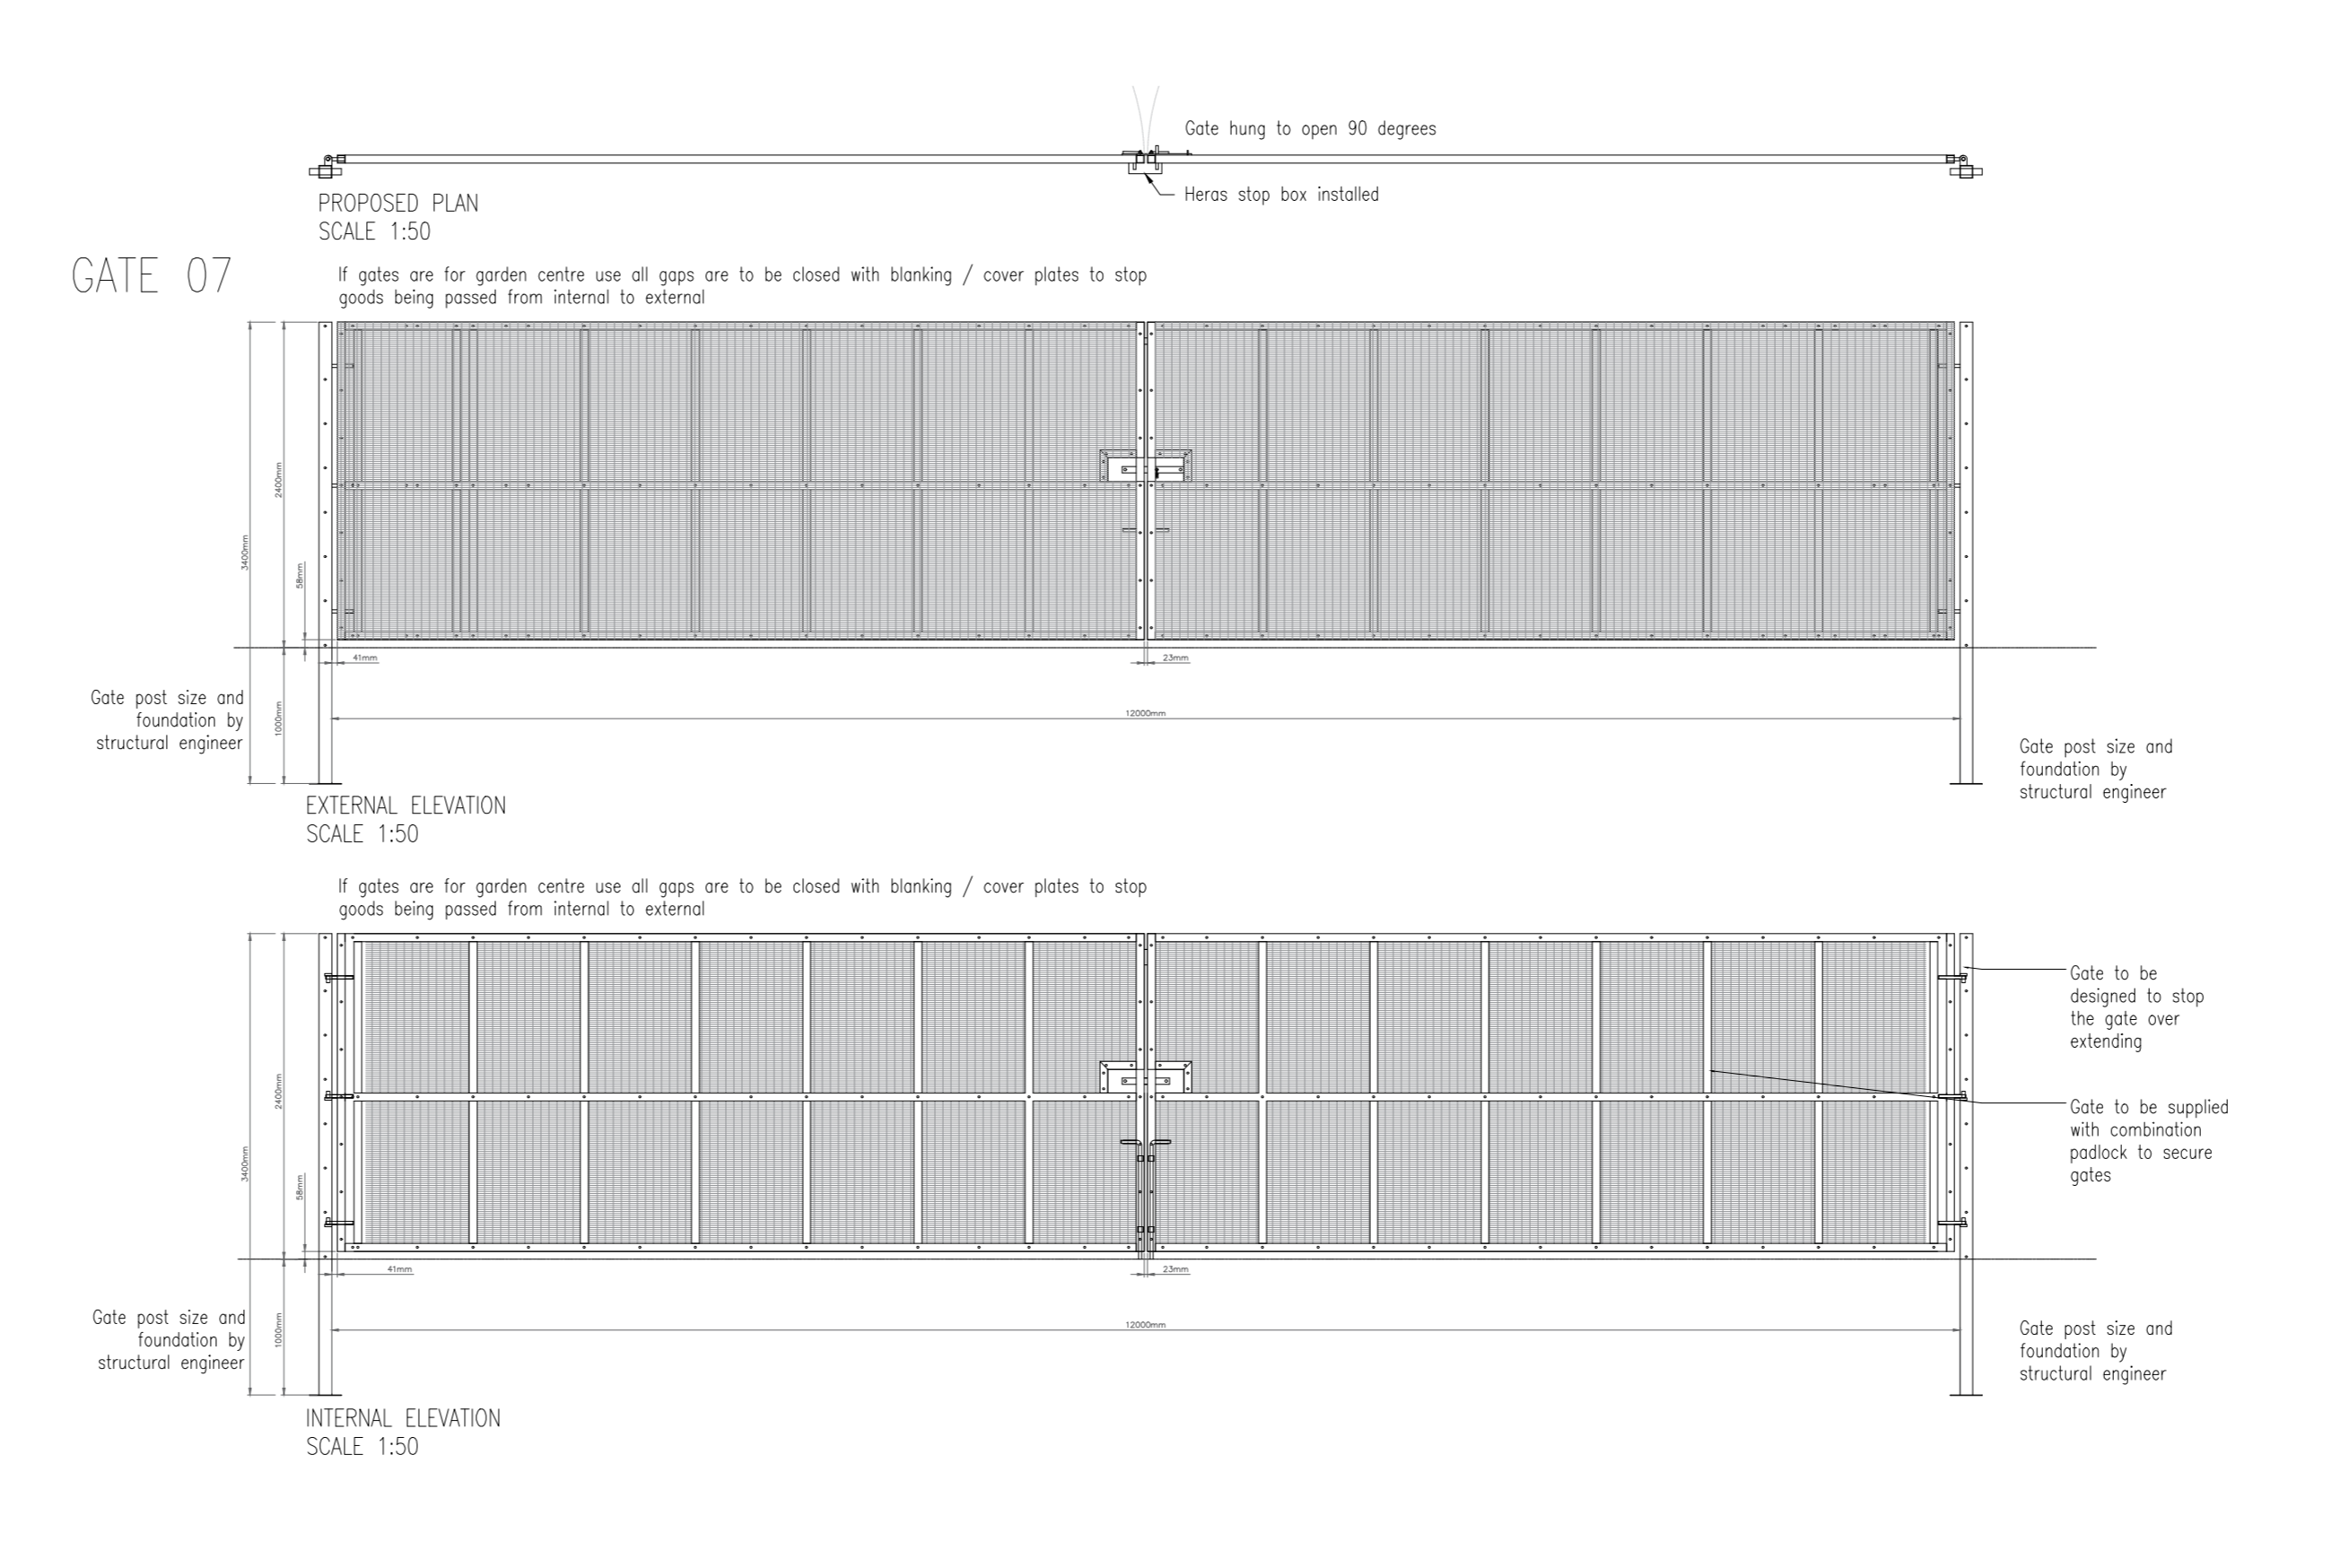 Gate hung to open 90 degrees
Heras stop box installed
PROPOSED PLAN
SCALE 1:50
GATE 07
If gates are for garden centre use all gaps are to be closed with blanking / cover plates to stop
goods being passed from internal to external
2400mm
3400mm
58mm
41mm
23mm
1000mm
12000mm
Gate post size and
foundation by
structural engineer
Gate post size and
foundation by
structural engineer
EXTERNAL ELEVATION
SCALE 1:50
If gates are for garden centre use all gaps are to be closed with blanking / cover plates to stop
goods being passed from internal to external
Gate to be
designed to stop
the gate over
extending
Gate to be supplied
with combination
padlock to secure
gates
2400mm
3400mm
58mm
41mm
23mm
1000mm
12000mm
Gate post size and
foundation by
structural engineer
Gate post size and
foundation by
structural engineer
INTERNAL ELEVATION
SCALE 1:50